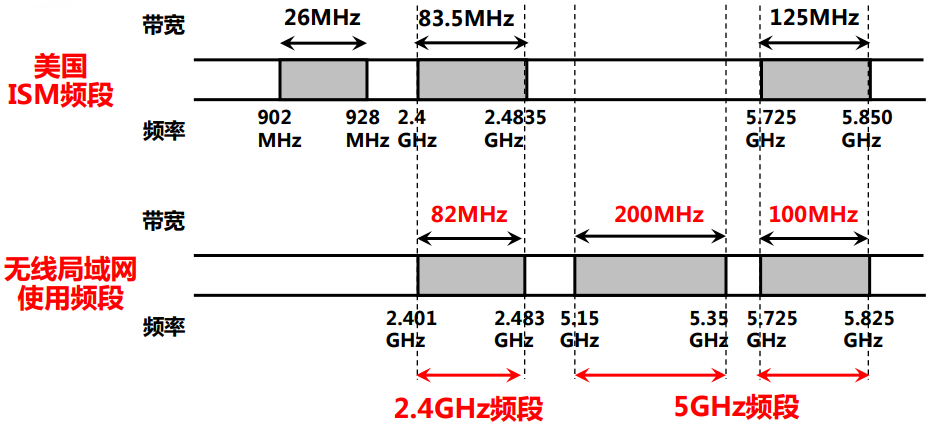 带宽
26MHz
83.5MHz
125MHz
美国
ISM频段
频率
902
MHz
928
MHz
2.4
GHz
2.4835
GHz
5.725
GHz
5.850
GHz
带宽
82MHz
200MHz
100MHz
无线局域网
使用频段
频率
2.401
GHz
2.483
GHz
5.15
GHz
5.35
GHz
5.725
GHz
5.825
GHz
2.4GHz频段
5GHz频段